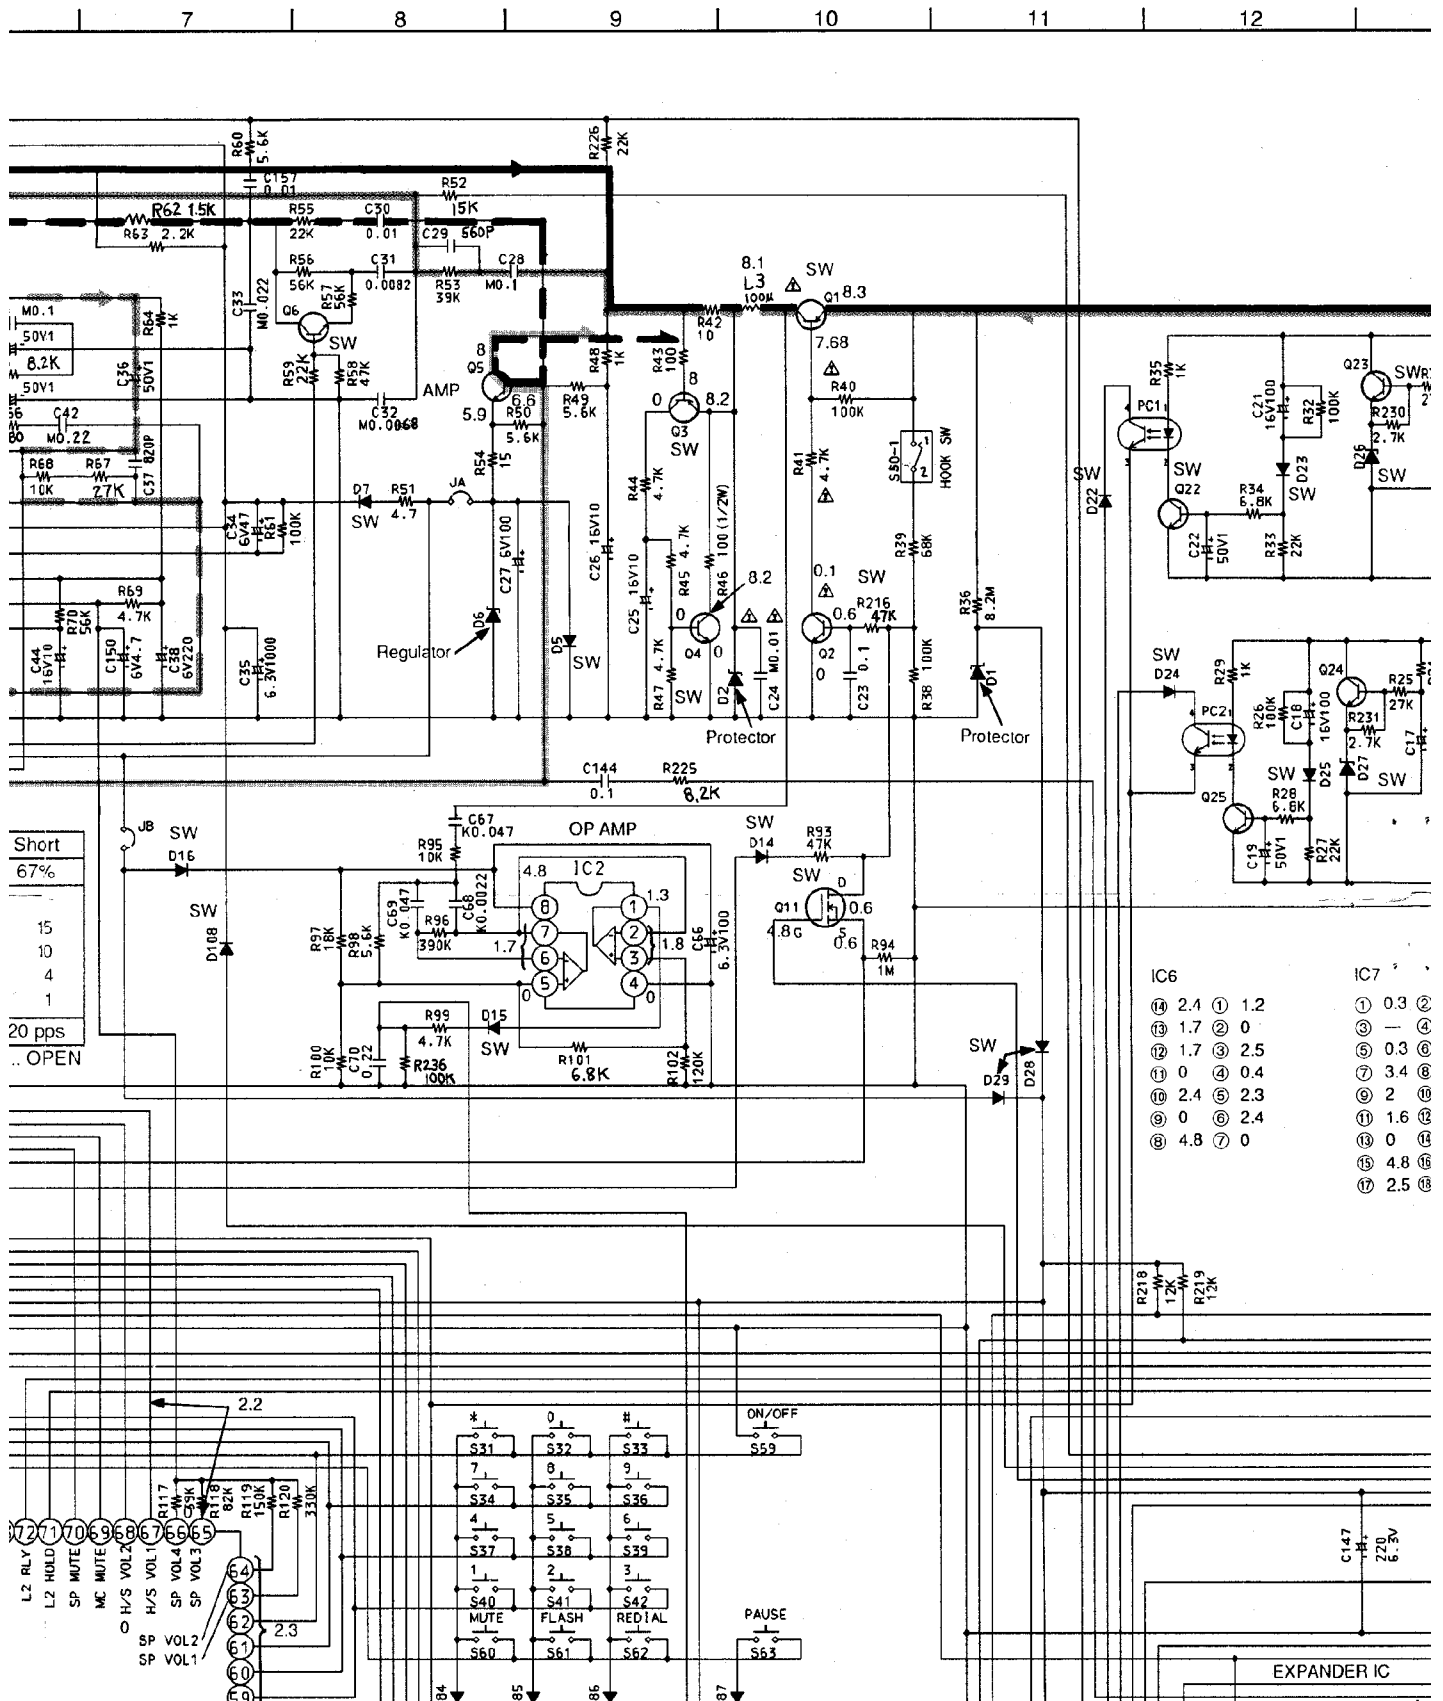 7 8 9 10 11 12
R60 5.6K
R226 22K
C157 0.01
R52 15K
R62 1.5K
R63 2.2K
R55 22K
C30 0.01
C29 560P
R56 56K
C31 0.0082
R53 39K
C28 M0.1
8.1
L3 100μ
SW
Q1 8.3
C33 M0.022
R57 56K
Q6
SW
R42 10
7.68
M0.1
50V1
8.2K
50V1
R64 1K
C36 50V1
R59 22K
R58 47K
AMP
8
Q5
6.6
5.9
R48 1K
R43 100
R49 5.6K
R50 5.6K
8
0
8.2
Q3
SW
R40 100K
R35 1K
PC1
C21 16V100
R32 100K
Q23
SW
R230 2.7K
D26
SW
C42 M0.22
C37 820P
C32 M0.0068
R68 10K
R67 27K
R54 15
R44 4.7K
R41 4.7K
S30-1
1
2
HOOK SW
SW
D22
SW
Q22
R34 6.8K
D23
SW
C34 6V47
R61 100K
D7
SW
R51 4.7
JA
C27 6V100
C26 16V10
C25 16V10
R45 4.7K
R46 100 (1/2W)
R39 68K
C22 50V1
R33 22K
R69 4.7K
R70 56K
D6
Regulator
D5
SW
8.2
0
Q4
0
0.1
SW
0.6
R216 47K
Q2
0
R36 8.2M
C44 16V10
C150 6V4.7
C38 6V220
C35 6.3V1000
R47 4.7K
SW
D2
Protector
C24 M0.01
C23 0.1
R38 100K
D1
Protector
SW
D24
R29 1K
PC2
R26 100K
C18 16V100
Q24
R25 27K
R231 2.7K
C17
D27
SW
C144 0.1
R225 8.2K
SW
D25
Q25
R28 6.8K
C19 50V1
R27 22K
Short
67%
15
10
4
1
20 pps
.. OPEN
JB
SW
D16
C67 K0.047
OP AMP
R95 10K
4.8
IC2
1.3
SW
D14
R93 47K
SW
D
Q11
0.6
4.8 G
S
0.6
R94 1M
SW
D108
R97 18K
R98 5.6K
C69 K0.047
C68 K0.0022
R96 390K
1.7
8 1
7 2
6 3
5 4
1.8
0 0
C66 6.3V100
R99 4.7K
D15
SW
R100 10K
C70 0.22
R236 100K
R101 6.8K
R102 120K
SW
D29
D28
IC6
⑭ 2.4 ① 1.2
⑬ 1.7 ② 0
⑫ 1.7 ③ 2.5
⑪ 0 ④ 0.4
⑩ 2.4 ⑤ 2.3
⑨ 0 ⑥ 2.4
⑧ 4.8 ⑦ 0
IC7
① 0.3 ②
③ — ④
⑤ 0.3 ⑥
⑦ 3.4 ⑧
⑨ 2 ⑩
⑪ 1.6 ⑫
⑬ 0 ⑭
⑮ 4.8 ⑯
⑰ 2.5 ⑱
R218 12K
R219 12K
2.2
R117 39K
R118 82K
R119 150K
R120 330K
72 71 70 69 68 67 66 65
L2 RLY
L2 HOLD
SP MUTE
MC MUTE
H/S VOL2
H/S VOL1
SP VOL4
SP VOL3
0
0
64
63
62
61
60
59
2.3
SP VOL2
SP VOL1
* 0 # ON/OFF
S31 S32 S33 S59
7 8 9
S34 S35 S36
4 5 6
S37 S38 S39
1 2 3
S40 S41 S42
MUTE FLASH REDIAL PAUSE
S60 S61 S62 S63
84 85 86 87
C147 220 6.3V
EXPANDER IC